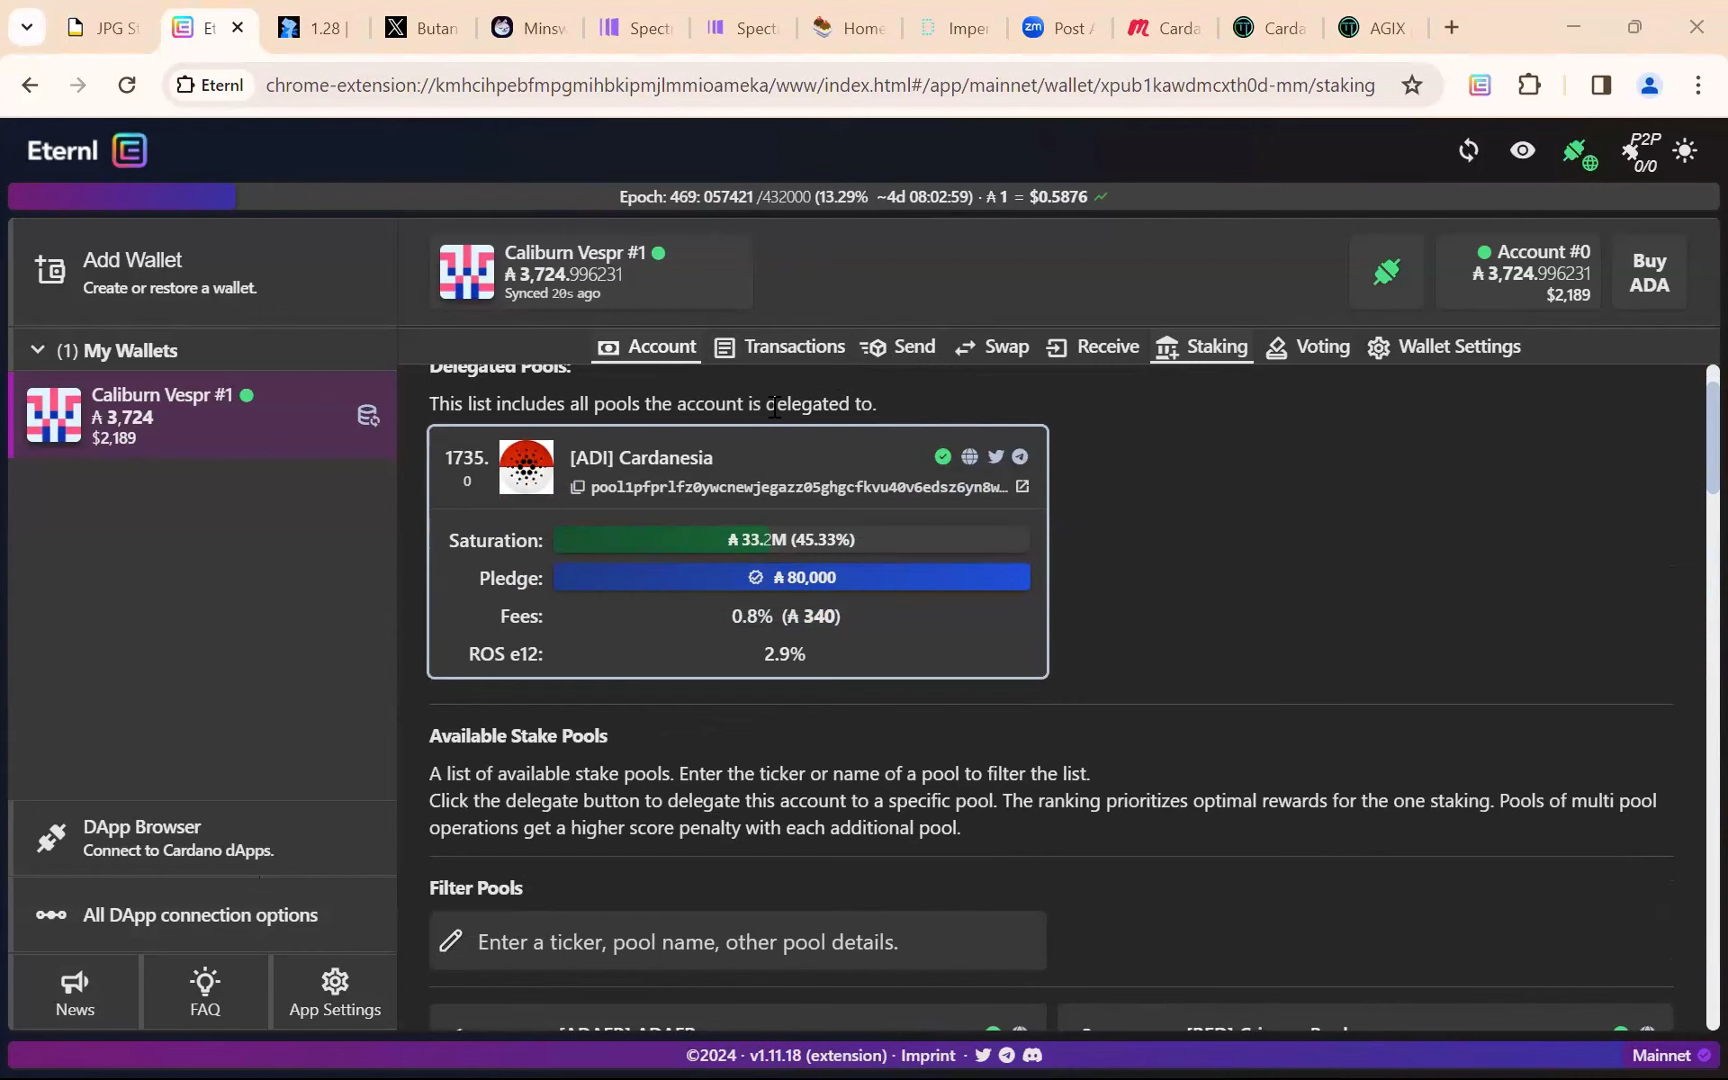 JPG St
Et
1.28 |
Butan
Minsw
Spectr
Spect
Home
Imper
Post A
Carda
Carda
AGIX
Eternl
chrome-extension://kmhcihpebfmpgmihbkipmjlmmioameka/www/index.html#/app/mainnet/wallet/xpub1kawdmcxth0d-mm/staking
Eternl
P2P
0/0
Epoch: 469: 057421 /432000 (13.29% ~4d 08:02:59) · ₳ 1 = $0.5876
Add Wallet
Create or restore a wallet.
Caliburn Vespr #1
₳ 3,724.996231
Synced 20s ago
Account #0
₳ 3,724.996231
$2,189
Buy
ADA
(1) My Wallets
Account
Transactions
Send
Swap
Receive
Staking
Voting
Wallet Settings
Caliburn Vespr #1
₳ 3,724
$2,189
Delegated Pools:
This list includes all pools the account is delegated to.
1735.
0
[ADI] Cardanesia
pool1pfprlfz0ywcnewjegazz05ghgcfkvu40v6edsz6yn8w...
Saturation: ₳ 33.2M (45.33%)
Pledge: ₳ 80,000
Fees: 0.8% (₳ 340)
ROS e12: 2.9%
Available Stake Pools
A list of available stake pools. Enter the ticker or name of a pool to filter the list.
Click the delegate button to delegate this account to a specific pool. The ranking prioritizes optimal rewards for the one staking. Pools of multi pool
operations get a higher score penalty with each additional pool.
Filter Pools
Enter a ticker, pool name, other pool details.
DApp Browser
Connect to Cardano dApps.
All DApp connection options
News
FAQ
App Settings
©2024 · v1.11.18 (extension) · Imprint ·
Mainnet